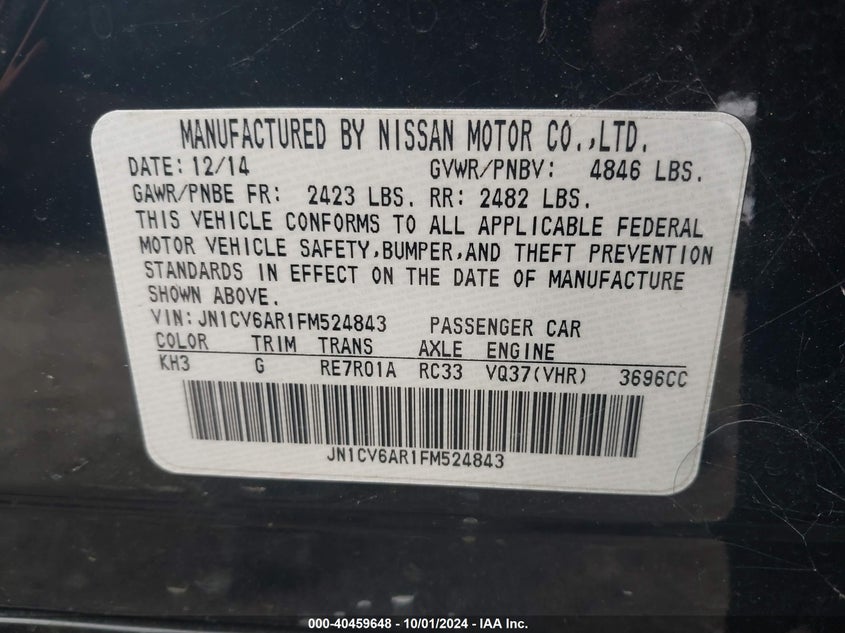 MANUFACTURED BY NISSAN MOTOR CO.,LTD.
DATE: 12/14 GVWR/PNBV: 4846 LBS.
GAWR/PNBE FR: 2423 LBS. RR: 2482 LBS.
THIS VEHICLE CONFORMS TO ALL APPLICABLE FEDERAL
MOTOR VEHICLE SAFETY,BUMPER,AND THEFT PREVENTION
STANDARDS IN EFFECT ON THE DATE OF MANUFACTURE
SHOWN ABOVE.
VIN: JN1CV6AR1FM524843 PASSENGER CAR
COLOR TRIM TRANS AXLE ENGINE
KH3 G RE7R01A RC33 VQ37(VHR) 3696CC
JN1CV6AR1FM524843
000-40459648 - 10/01/2024 - IAA Inc.